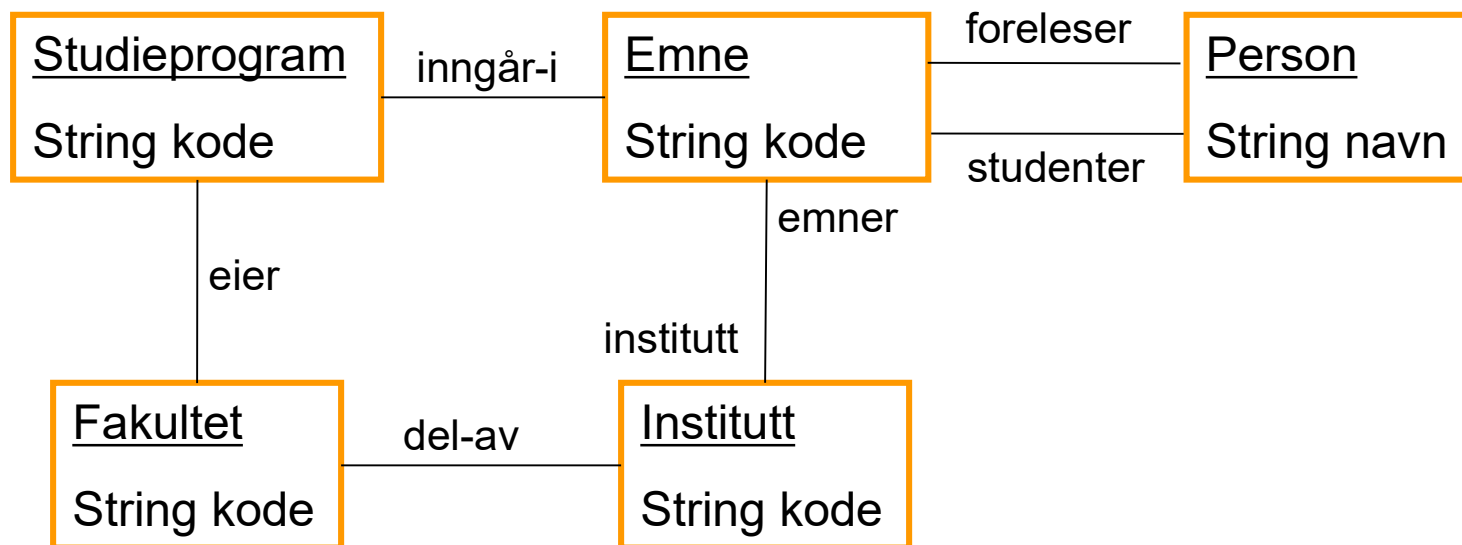 Studieprogram
String kode
inngår-i
Emne
String kode
foreleser
studenter
Person
String navn
eier
emner
institutt
Fakultet
String kode
del-av
Institutt
String kode